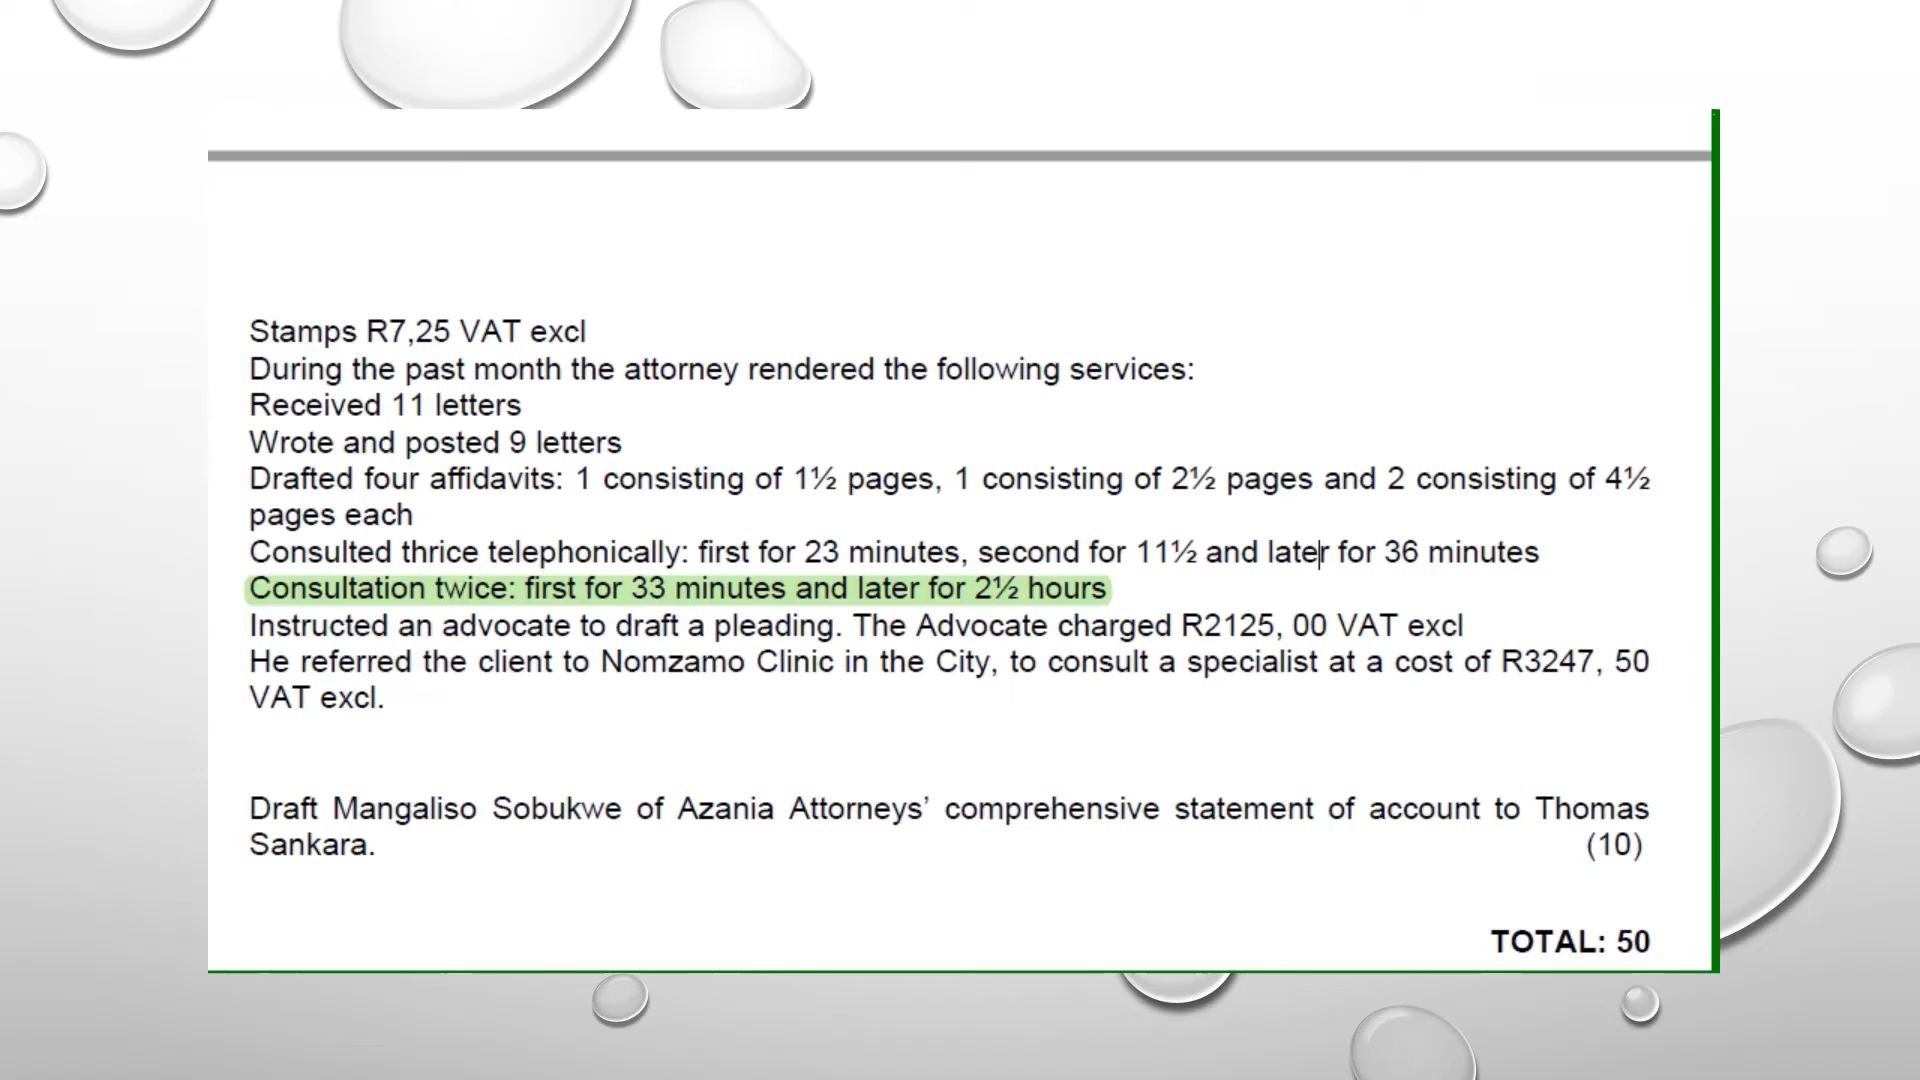 Stamps R7,25 VAT excl
During the past month the attorney rendered the following services:
Received 11 letters
Wrote and posted 9 letters
Drafted four affidavits: 1 consisting of 1½ pages, 1 consisting of 2½ pages and 2 consisting of 4½
pages each
Consulted thrice telephonically: first for 23 minutes, second for 11½ and later for 36 minutes
Consultation twice: first for 33 minutes and later for 2½ hours
Instructed an advocate to draft a pleading. The Advocate charged R2125, 00 VAT excl
He referred the client to Nomzamo Clinic in the City, to consult a specialist at a cost of R3247, 50
VAT excl.
Draft Mangaliso Sobukwe of Azania Attorneys’ comprehensive statement of account to Thomas
Sankara. (10)
TOTAL: 50